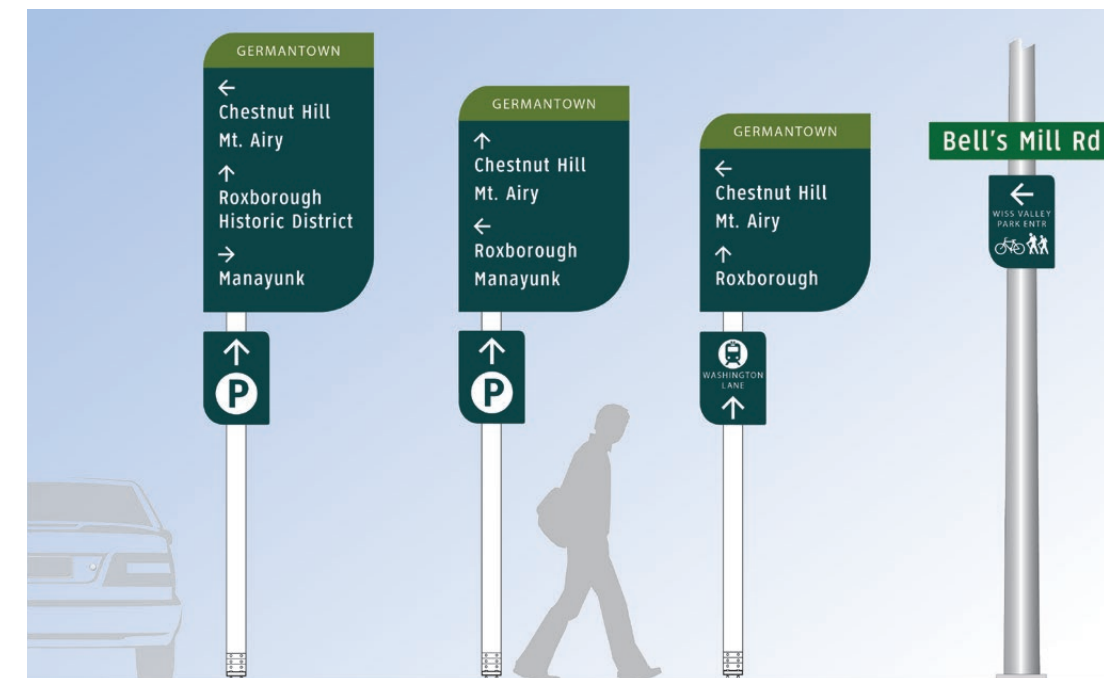 GERMANTOWN
←
Chestnut Hill
Mt. Airy
↑
Roxborough
Historic District
→
Manayunk
↑
P
GERMANTOWN
↑
Chestnut Hill
Mt. Airy
←
Roxborough
Manayunk
↑
P
GERMANTOWN
←
Chestnut Hill
Mt. Airy
↑
Roxborough
WASHINGTON
LANE
↑
Bell's Mill Rd
←
WISS VALLEY
PARK ENTR